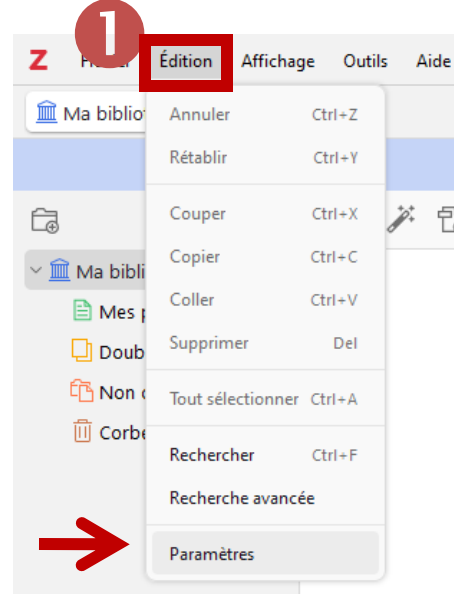 1
Z Édition Affichage Outils Aide
Ma biblio
Annuler Ctrl+Z
Rétablir Ctrl+Y
Couper Ctrl+X
Copier Ctrl+C
Ma bibli
Coller Ctrl+V
Mes
Supprimer Del
Doub
Non
Tout sélectionner Ctrl+A
Corbe
Rechercher Ctrl+F
Recherche avancée
Paramètres